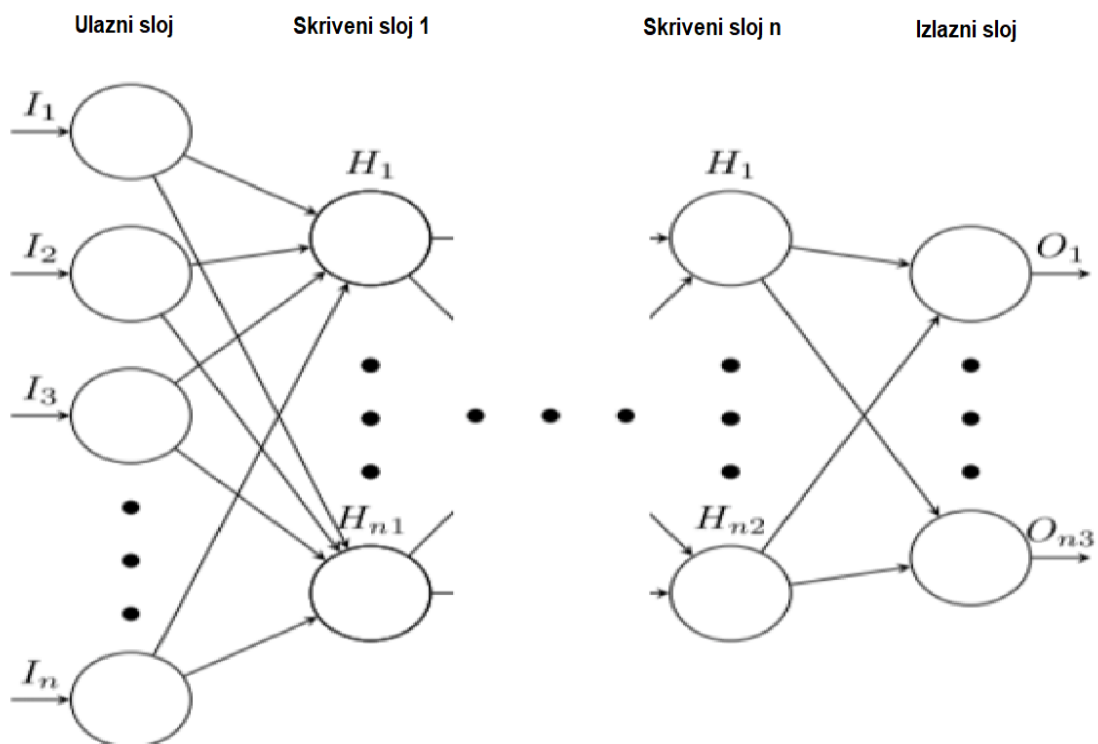 Ulazni sloj
Skriveni sloj 1
Skriveni sloj n
Izlazni sloj
I₁
H₁
H₁
I₂
O₁
I₃
Hₙ₁
Hₙ₂
Oₙ₃
Iₙ